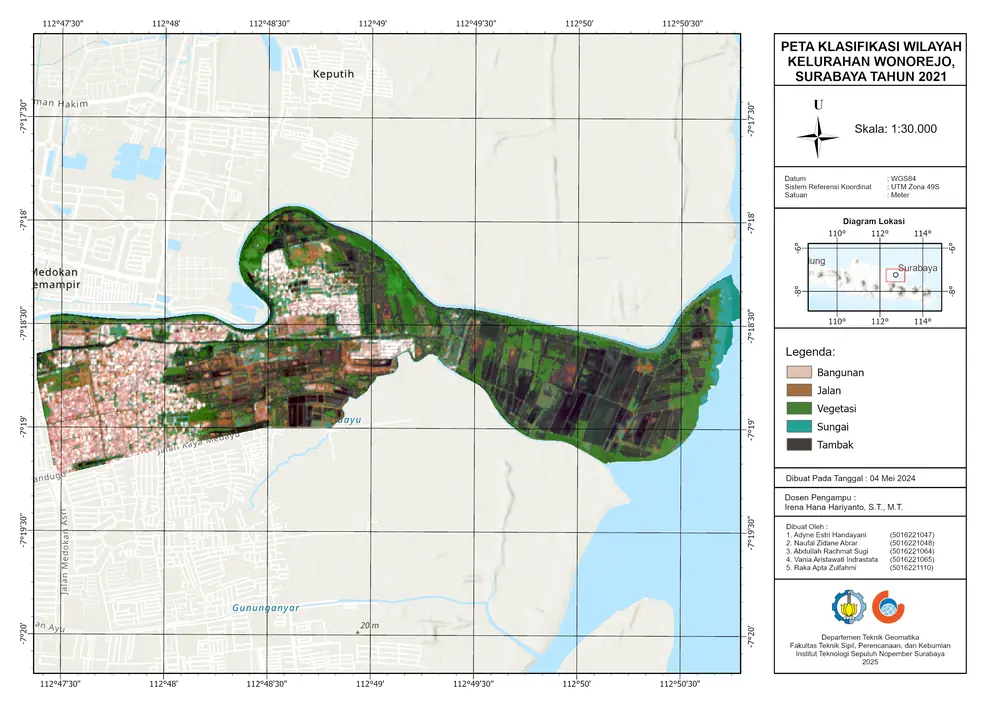 112°47'30" 112°48' 112°48'30" 112°49' 112°49'30" 112°50' 112°50'30"
Keputih
man Hakim
-7°17'30"
-7°17'30"
-7°18'
-7°18'
Medokan
emampir
-7°18'30"
-7°18'30"
dayu
-7°19'
-7°19'
Jalan Raya Medayu
andugo
Jalan Medokan Asri
-7°19'30"
-7°19'30"
Gununganyar
an Ayu
20 m
-7°20'
-7°20'
112°47'30" 112°48' 112°48'30" 112°49' 112°49'30" 112°50' 112°50'30"
PETA KLASIFIKASI WILAYAH
KELURAHAN WONOREJO,
SURABAYA TAHUN 2021
U
Skala: 1:30.000
Datum : WGS84
Sistem Referensi Koordinat : UTM Zona 49S
Satuan : Meter
Diagram Lokasi
110° 112° 114°
-6° -6°
lung
Surabaya
-8° -8°
110° 112° 114°
Legenda:
Bangunan
Jalan
Vegetasi
Sungai
Tambak
Dibuat Pada Tanggal : 04 Mei 2024
Dosen Pengampu :
Irena Hana Hariyanto, S.T., M.T.
Dibuat Oleh :
1. Adyne Estri Handayani (5016221047)
2. Naufal Zidane Abrar (5016221048)
3. Abdullah Rachmat Sugi (5016221064)
4. Vania Aristawati Indrastata (5016221065)
5. Raka Apta Zulfahmi (5016221110)
Departemen Teknik Geomatika
Fakultas Teknik Sipil, Perencanaan, dan Kebumian
Institut Teknologi Sepuluh Nopember Surabaya
2025